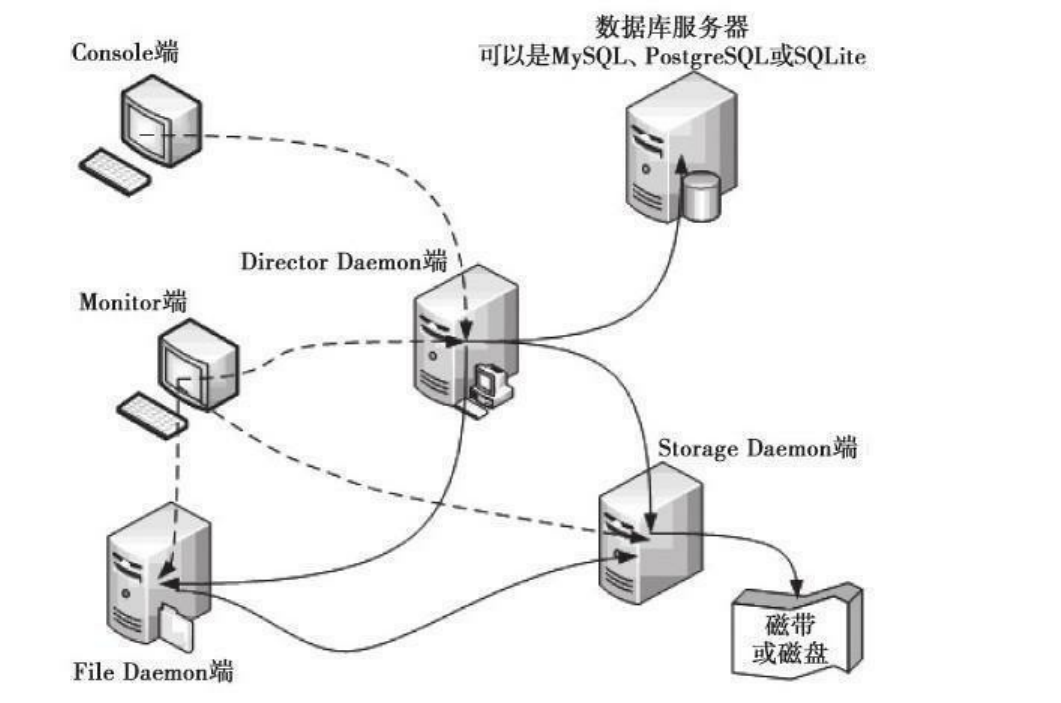 Console端
数据库服务器
可以是MySQL、PostgreSQL或SQLite
Director Daemon端
Monitor端
Storage Daemon端
磁带
或磁盘
File Daemon端